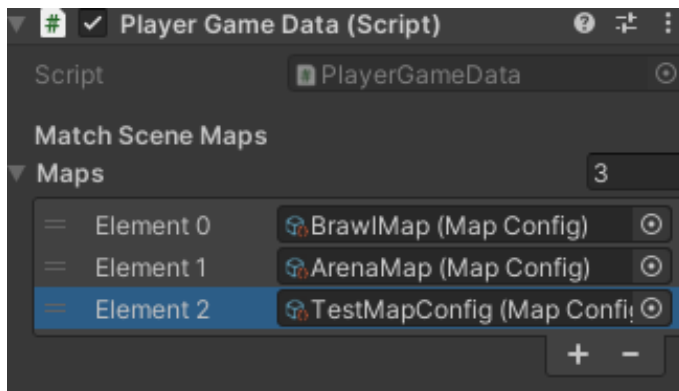 # Player Game Data (Script)
Script # PlayerGameData
Match Scene Maps
Maps 3
Element 0 BrawlMap (Map Config)
Element 1 ArenaMap (Map Config)
Element 2 TestMapConfig (Map Config